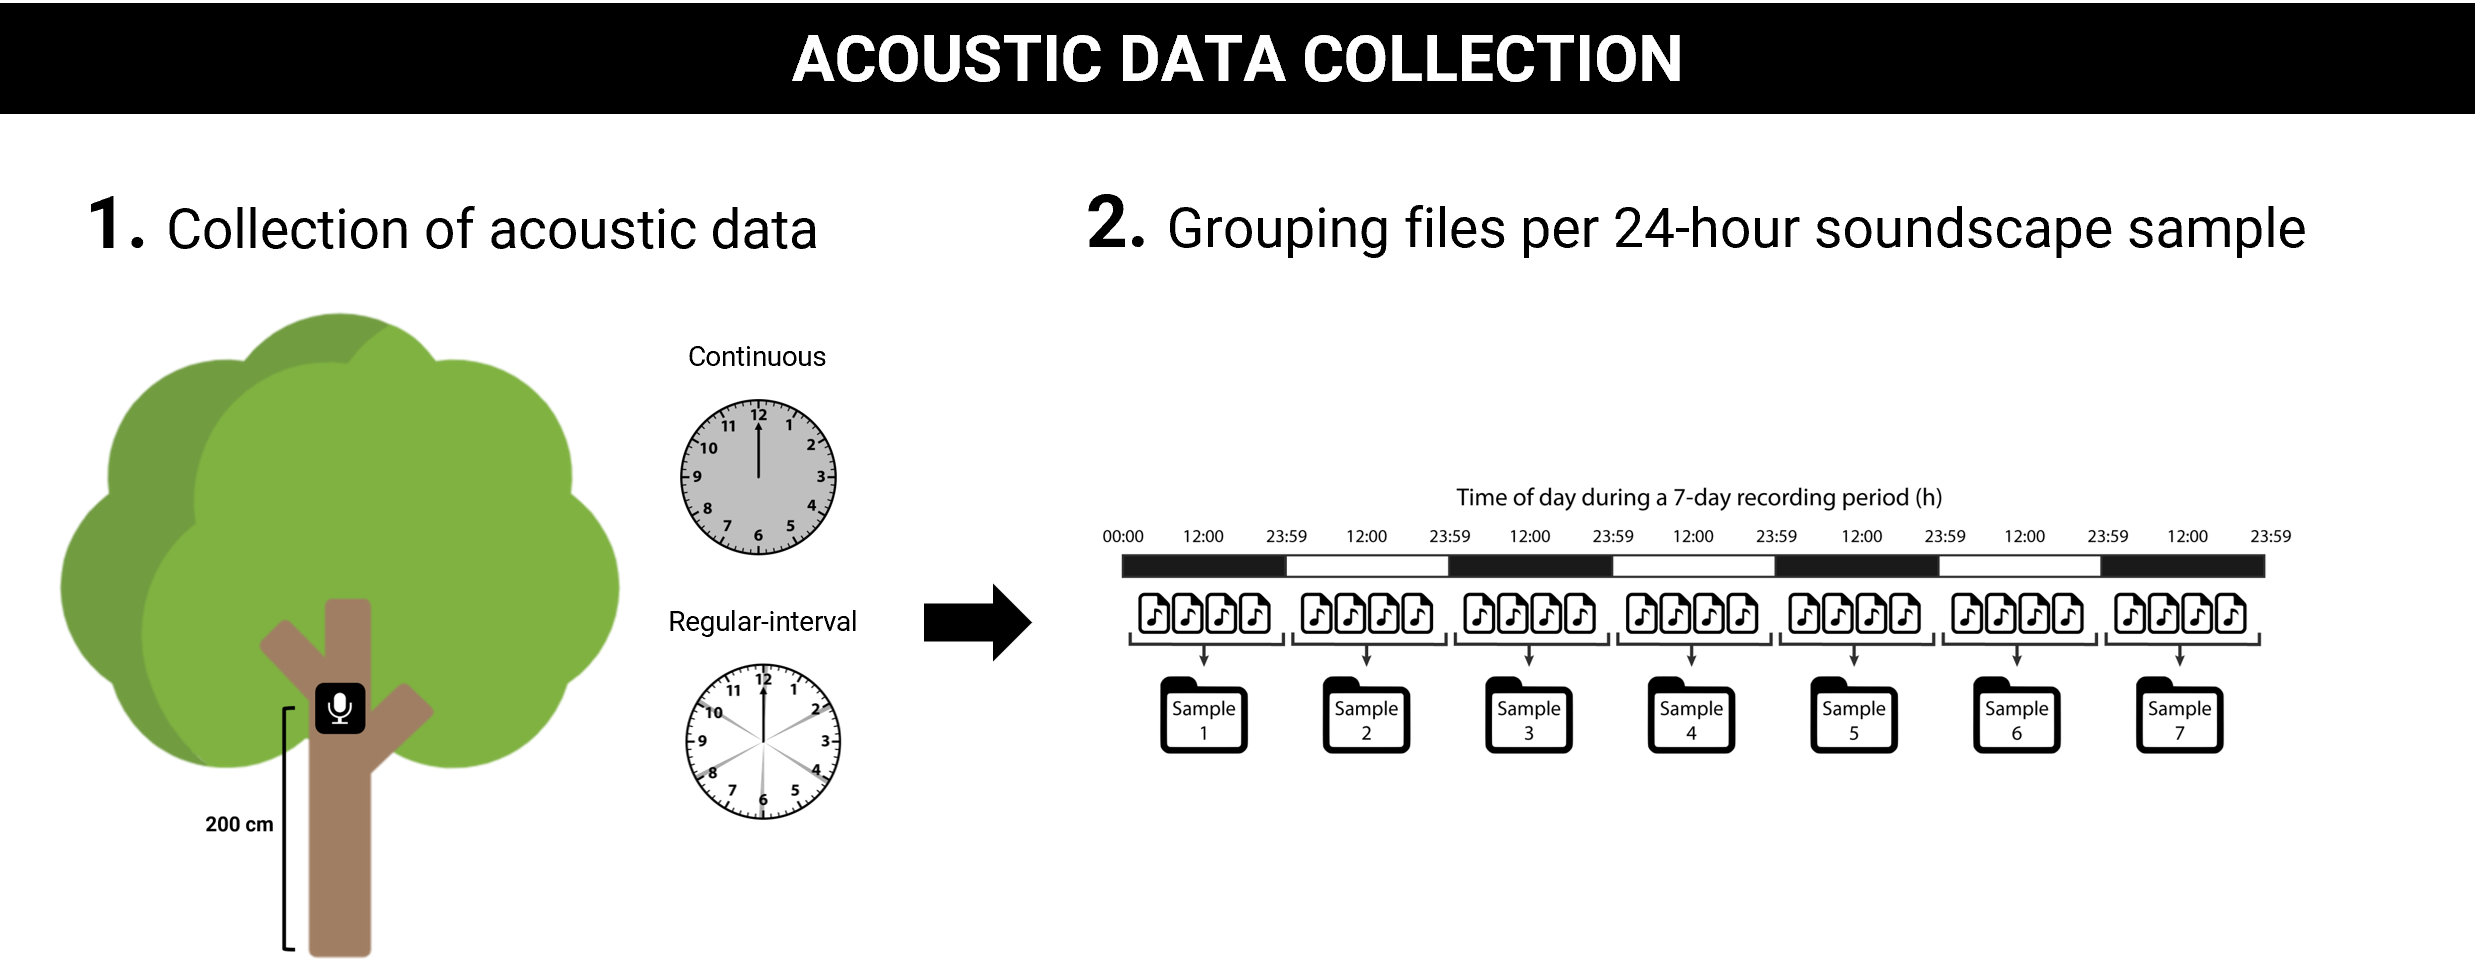 ACOUSTIC DATA COLLECTION
1. Collection of acoustic data
2. Grouping files per 24-hour soundscape sample
Continuous
12
11 1
10 2
9 3
8 4
7 5
6
Regular-interval
12
11 1
10 2
9 3
8 4
7 5
6
200 cm
Time of day during a 7-day recording period (h)
00:00 12:00 23:59 12:00 23:59 12:00 23:59 12:00 23:59 12:00 23:59 12:00 23:59 12:00 23:59
Sample Sample Sample Sample Sample Sample Sample
1 2 3 4 5 6 7